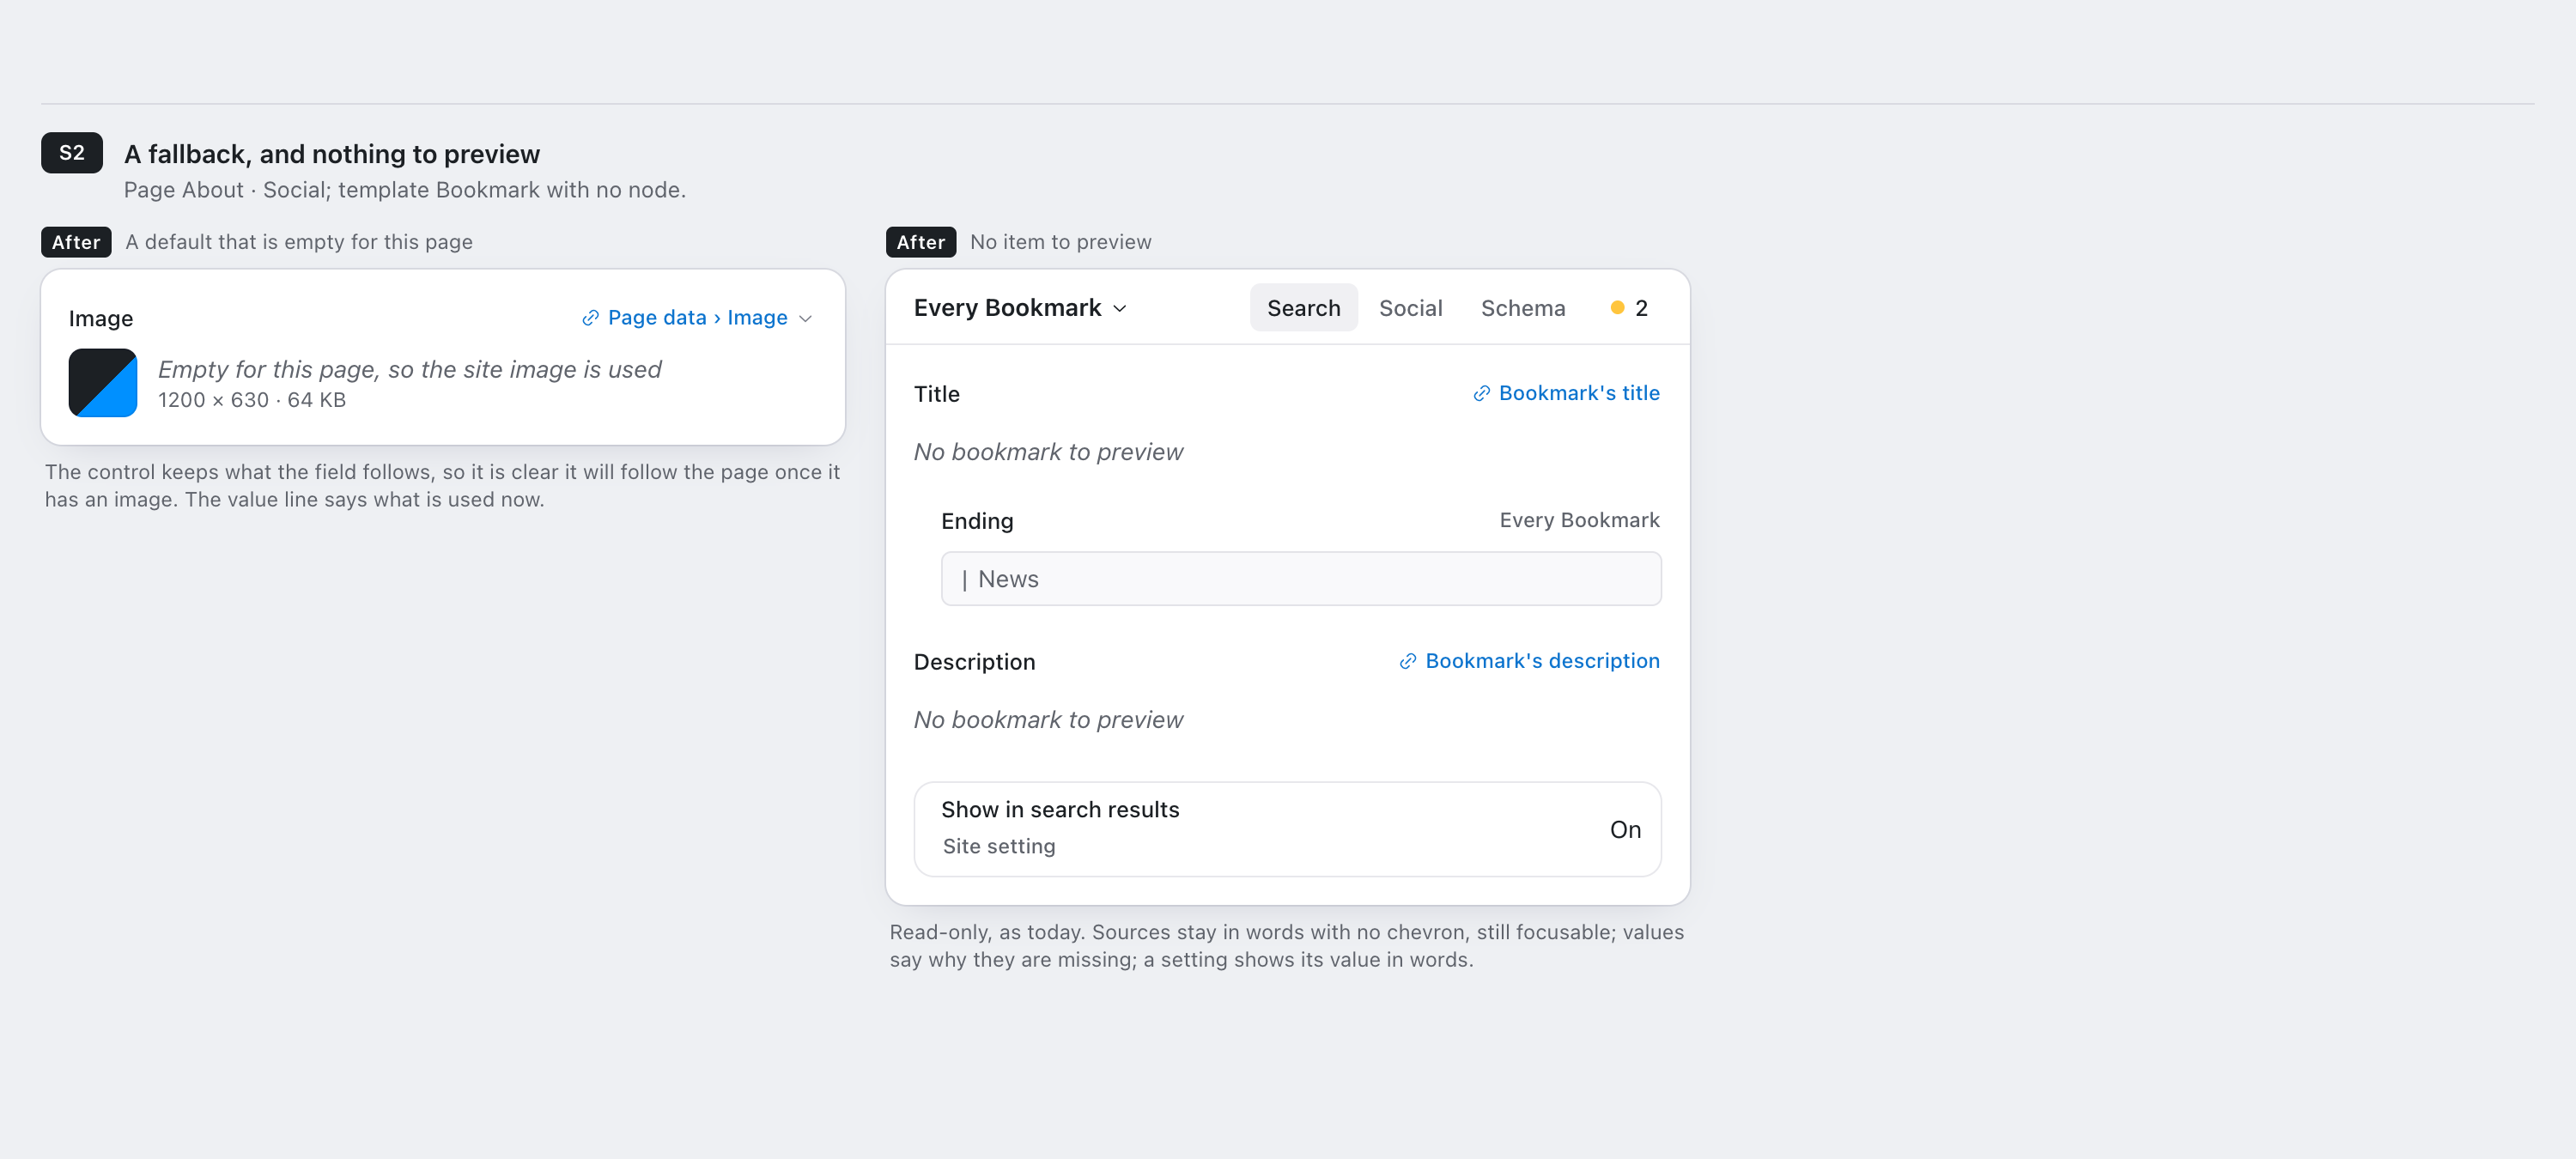 S2
A fallback, and nothing to preview
Page About · Social; template Bookmark with no node.
After
A default that is empty for this page
Image
Page data › Image
Empty for this page, so the site image is used
1200 × 630 · 64 KB
The control keeps what the field follows, so it is clear it will follow the page once it
has an image. The value line says what is used now.
After
No item to preview
Every Bookmark
Search
Social
Schema
2
Title
Bookmark's title
No bookmark to preview
Ending
Every Bookmark
| News
Description
Bookmark's description
No bookmark to preview
Show in search results
Site setting
On
Read-only, as today. Sources stay in words with no chevron, still focusable; values
say why they are missing; a setting shows its value in words.